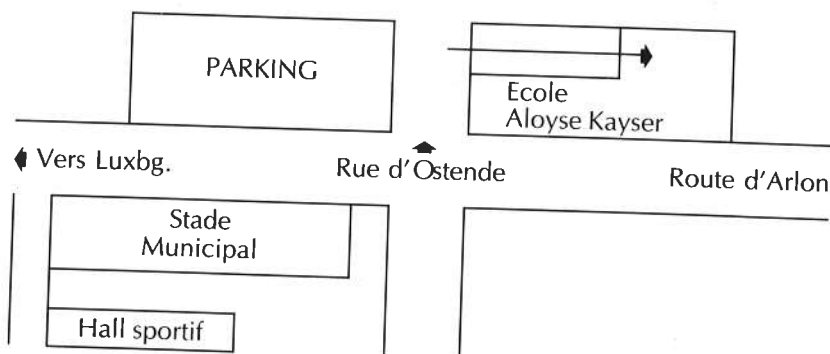 PARKING
Ecole
Aloyse Kayser
Vers Luxbg.
Rue d'Ostende
Route d'Arlon
Stade
Municipal
Hall sportif